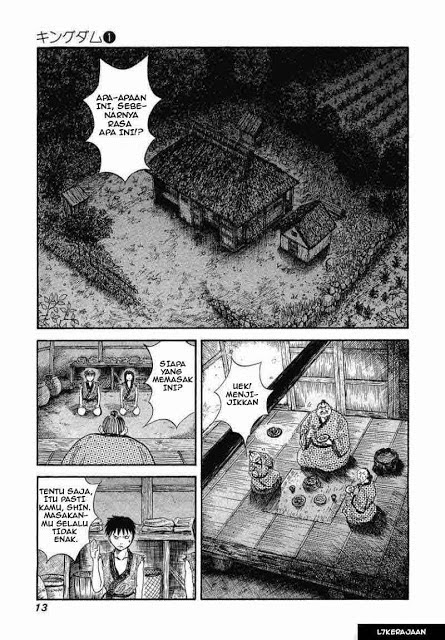 キングダム❶
APA-APAAN
INI, SEBE-
NARNYA
RASA
APA INI!?
SIAPA
YANG
MEMASAK
INI?
UEK!
MENJI-
JIKKAN
TENTU SAJA,
ITU PASTI
KAMU, SHIN.
MASAKAN-
MU SELALU
TIDAK
ENAK.
13
L7KERAJAAN